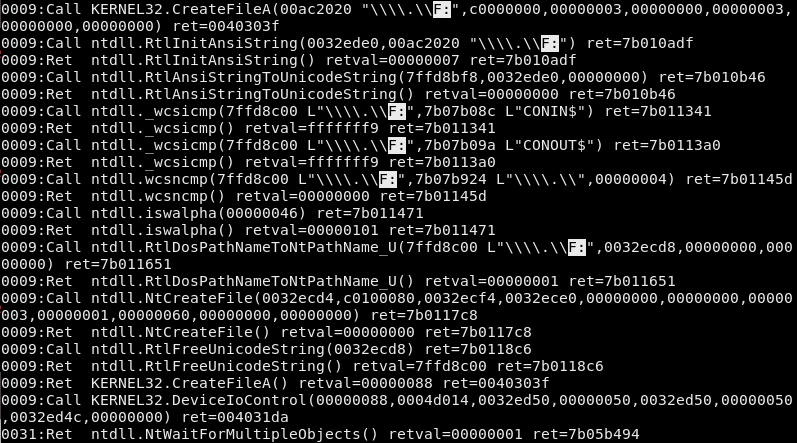 0009:Call KERNEL32.CreateFileA(00ac2020 "\\\\.\\F:",c0000000,00000003,00000000,00000003,
00000000,00000000) ret=0040303f
0009:Call ntdll.RtlInitAnsiString(0032ede0,00ac2020 "\\\\.\\F:") ret=7b010adf
0009:Ret  ntdll.RtlInitAnsiString() retval=00000007 ret=7b010adf
0009:Call ntdll.RtlAnsiStringToUnicodeString(7ffd8bf8,0032ede0,00000000) ret=7b010b46
0009:Ret  ntdll.RtlAnsiStringToUnicodeString() retval=00000000 ret=7b010b46
0009:Call ntdll._wcsicmp(7ffd8c00 L"\\\\.\\F:",7b07b08c L"CONIN$") ret=7b011341
0009:Ret  ntdll._wcsicmp() retval=fffffff9 ret=7b011341
0009:Call ntdll._wcsicmp(7ffd8c00 L"\\\\.\\F:",7b07b09a L"CONOUT$") ret=7b0113a0
0009:Ret  ntdll._wcsicmp() retval=fffffff9 ret=7b0113a0
0009:Call ntdll.wcsncmp(7ffd8c00 L"\\\\.\\F:",7b07b924 L"\\\\.\\",00000004) ret=7b01145d
0009:Ret  ntdll.wcsncmp() retval=00000000 ret=7b01145d
0009:Call ntdll.iswalpha(00000046) ret=7b011471
0009:Ret  ntdll.iswalpha() retval=00000101 ret=7b011471
0009:Call ntdll.RtlDosPathNameToNtPathName_U(7ffd8c00 L"\\\\.\\F:",0032ecd8,00000000,000
00000) ret=7b011651
0009:Ret  ntdll.RtlDosPathNameToNtPathName_U() retval=00000001 ret=7b011651
0009:Call ntdll.NtCreateFile(0032ecd4,c0100080,0032ecf4,0032ece0,00000000,00000000,00000
003,00000001,00000060,00000000,00000000) ret=7b0117c8
0009:Ret  ntdll.NtCreateFile() retval=00000000 ret=7b0117c8
0009:Call ntdll.RtlFreeUnicodeString(0032ecd8) ret=7b0118c6
0009:Ret  ntdll.RtlFreeUnicodeString() retval=7ffd8c00 ret=7b0118c6
0009:Ret  KERNEL32.CreateFileA() retval=00000088 ret=0040303f
0009:Call KERNEL32.DeviceIoControl(00000088,0004d014,0032ed50,00000050,0032ed50,00000050
,0032ed4c,00000000) ret=004031da
0031:Ret  ntdll.NtWaitForMultipleObjects() retval=00000001 ret=7b05b494